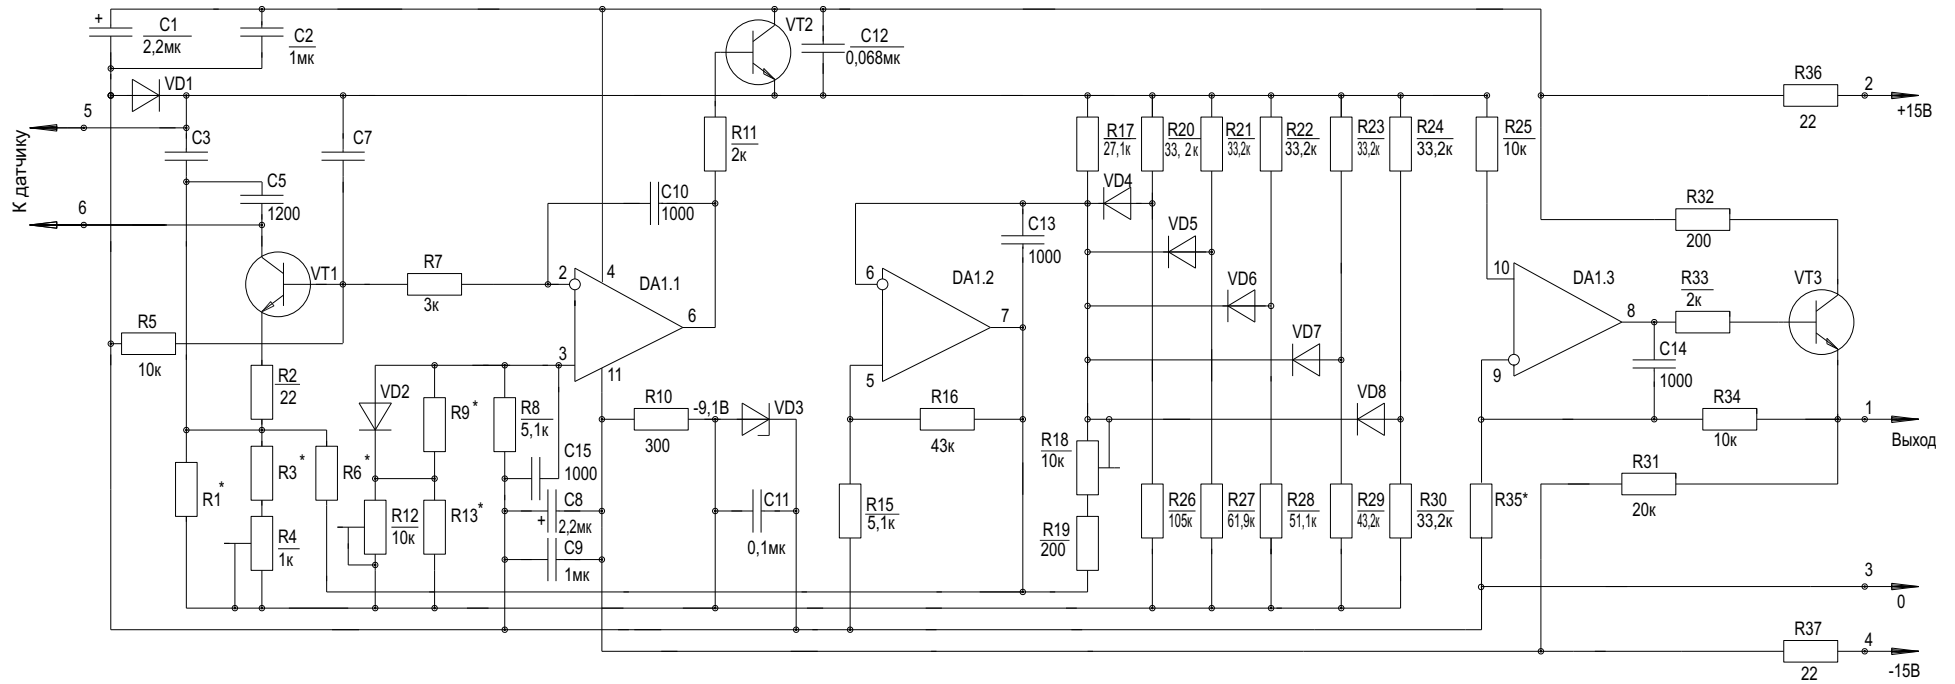 +
C1
2,2мк
C2
1мк
VT2
C12
0,068мк
VD1
R36
22
2
+15В
5
C3
C7
R11
2к
R17
27,1к
R20
33, 2к
R21
33,2к
R22
33,2к
R23
33,2к
R24
33,2к
R25
10к
К датчику
C5
1200
6
C10
1000
VD4
C13
1000
VD5
R32
200
VT1
R7
3к
2
4
DA1.1
6
DA1.2
VD6
10
DA1.3
VT3
R33
2к
6
7
8
R5
10к
VD7
C14
1000
3
11
5
9
R2
22
VD2
R9*
R8
5,1к
R10
300
-9,1В
VD3
R16
43к
VD8
R34
10к
1
Выход
C15
1000
R18
10к
R1*
R3*
R6*
R31
20к
R12
10к
R13*
C8
+
2,2мк
C11
0,1мк
R15
5,1к
R26
105к
R27
61,9к
R28
51,1к
R29
43,2к
R30
33,2к
R35*
R4
1к
C9
1мк
R19
200
3
0
R37
22
4
-15В